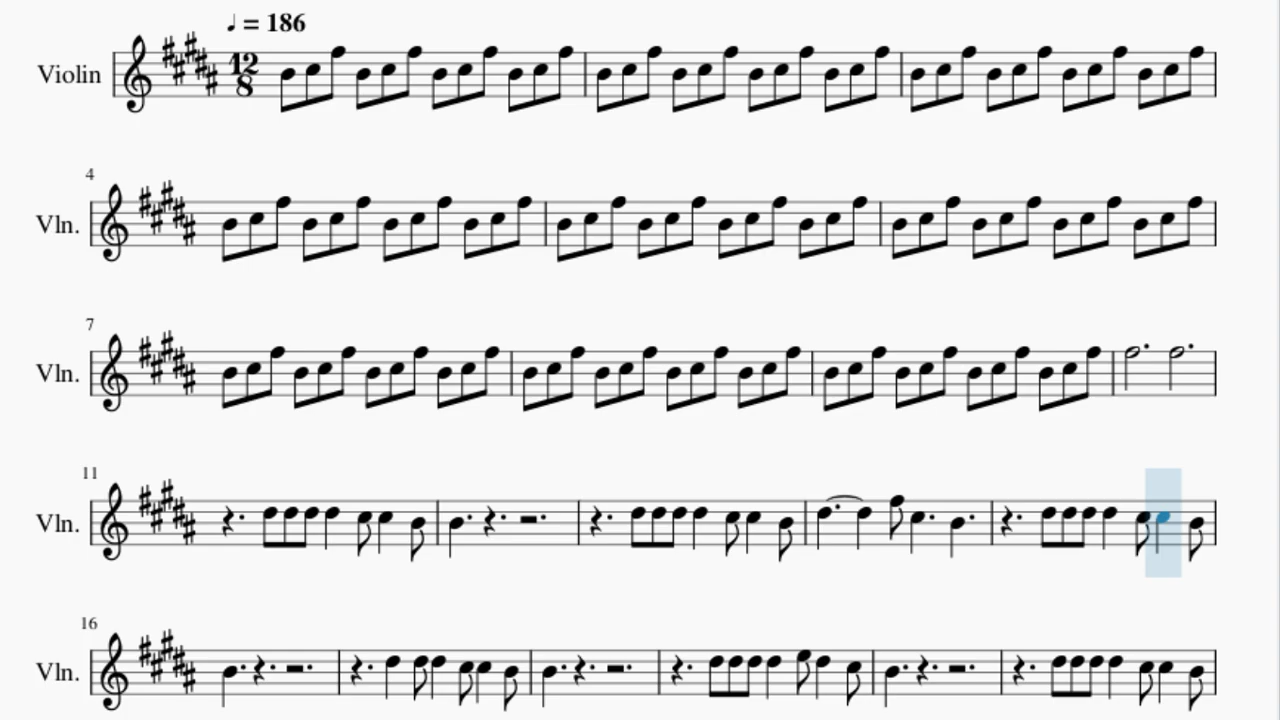 ♩ = 186
Violin
12
8
4
Vln.
7
Vln.
11
Vln.
16
Vln.